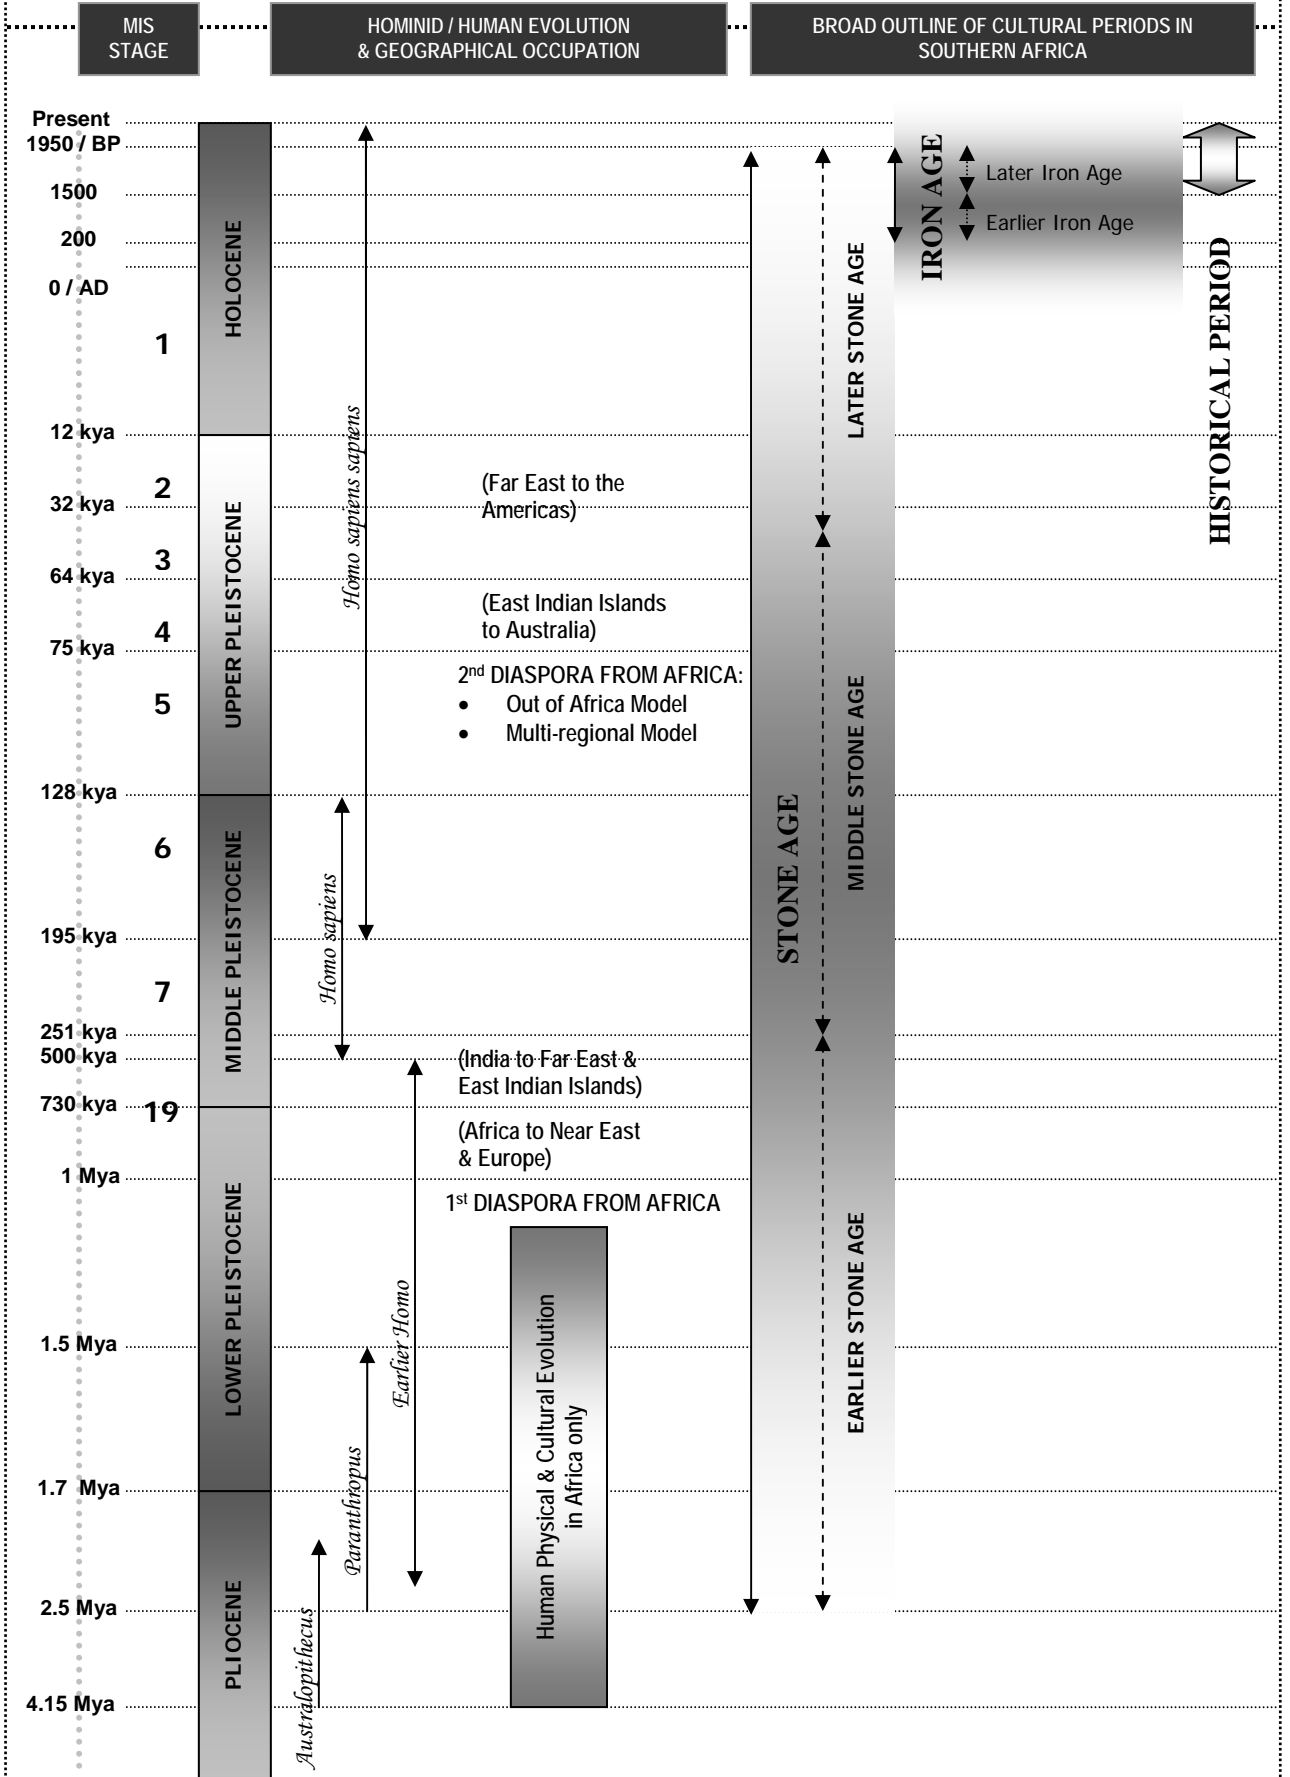 MIS
STAGE
HOMINID / HUMAN EVOLUTION
& GEOGRAPHICAL OCCUPATION
BROAD OUTLINE OF CULTURAL PERIODS IN
SOUTHERN AFRICA
Present
1950 / BP
1500
200
0 / AD
12 kya
32 kya
64 kya
75 kya
128 kya
195 kya
251 kya
500 kya
730 kya
1 Mya
1.5 Mya
1.7 Mya
2.5 Mya
4.15 Mya
1
2
3
4
5
6
7
19
HOLOCENE
UPPER PLEISTOCENE
MIDDLE PLEISTOCENE
LOWER PLEISTOCENE
PLIOCENE
Homo sapiens sapiens
Homo sapiens
Earlier Homo
Paranthropus
Australopithecus
(Far East to the
Americas)
(East Indian Islands
to Australia)
2nd DIASPORA FROM AFRICA:
• Out of Africa Model
• Multi-regional Model
(India to Far East &
East Indian Islands)
(Africa to Near East
& Europe)
1st DIASPORA FROM AFRICA
Human Physical & Cultural Evolution
in Africa only
STONE AGE
LATER STONE AGE
MIDDLE STONE AGE
EARLIER STONE AGE
IRON AGE
Later Iron Age
Earlier Iron Age
HISTORICAL PERIOD